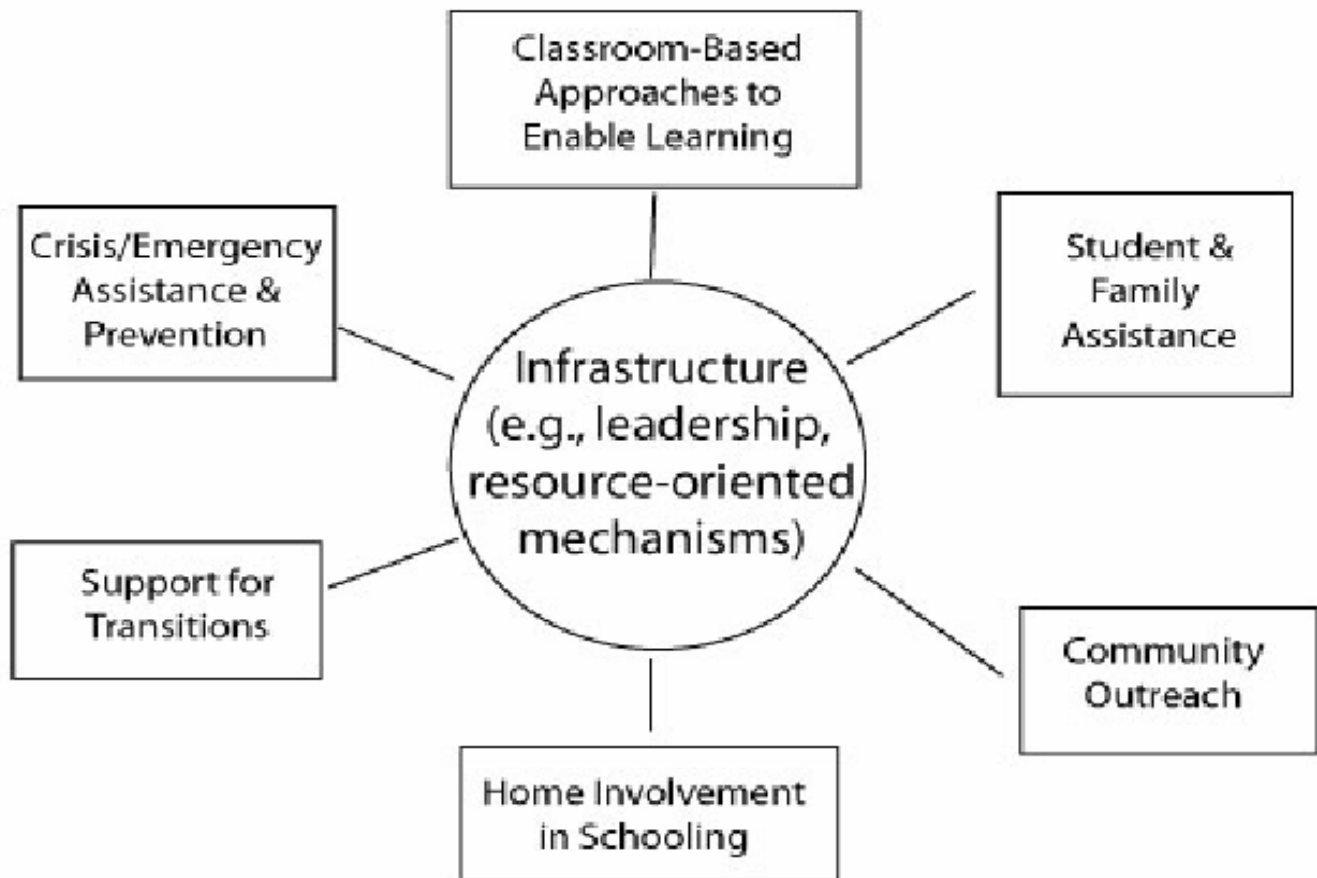 Classroom-Based
Approaches to
Enable Learning
Crisis/Emergency
Assistance &
Prevention
Student &
Family
Assistance
Infrastructure
(e.g., leadership,
resource-oriented
mechanisms)
Support for
Transitions
Community
Outreach
Home Involvement
in Schooling